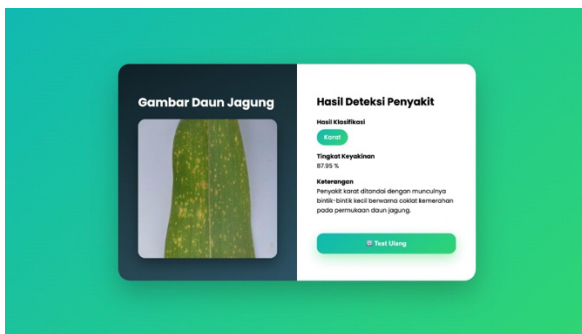 Gambar Daun Jagung
Hasil Deteksi Penyakit
Hasil Klasifikasi
Karat
Tingkat Keyakinan
87.95 %
Keterangan
Penyakit karat ditandai dengan munculnya
bintik-bintik kecil berwarna coklat kemerahan
pada permukaan daun jagung.
Test Ulang